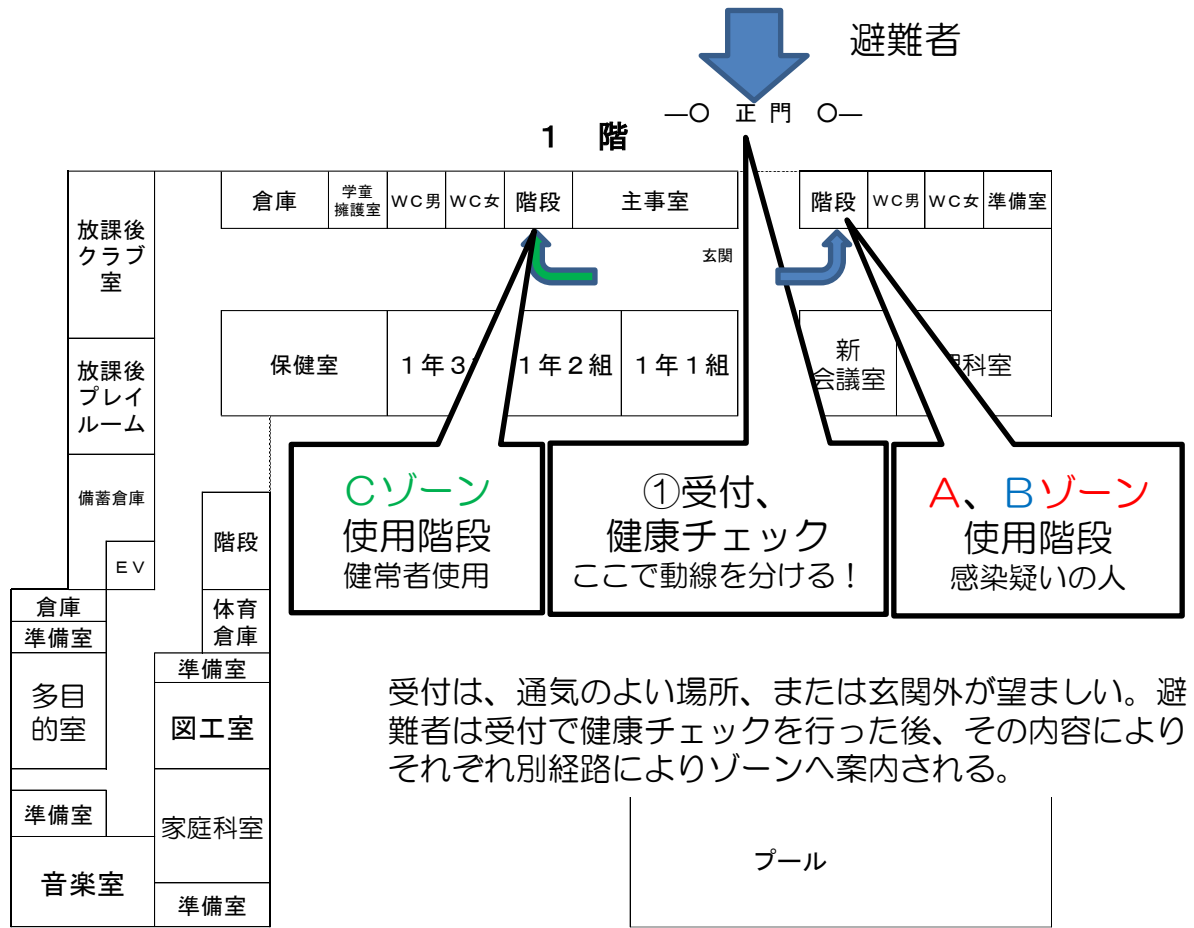 避難者
―○ 正 門 ○―
1 階
倉庫
学童
擁護室
WC男
WC女
階段
主事室
階段
WC男
WC女
準備室
放課後
クラブ
室
玄関
保健室
1年3
1年2組
1年1組
新
会議室
科室
放課後
プレイ
ルーム
備蓄倉庫
EV
階段
体育
倉庫
Cゾーン
使用階段
健常者使用
①受付、
健康チェック
ここで動線を分ける！
A、Bゾーン
使用階段
感染疑いの人
倉庫
準備室
多目
的室
準備室
図工室
準備室
家庭科室
音楽室
準備室
受付は、通気のよい場所、または玄関外が望ましい。避
難者は受付で健康チェックを行った後、その内容により
それぞれ別経路によりゾーンへ案内される。
プール